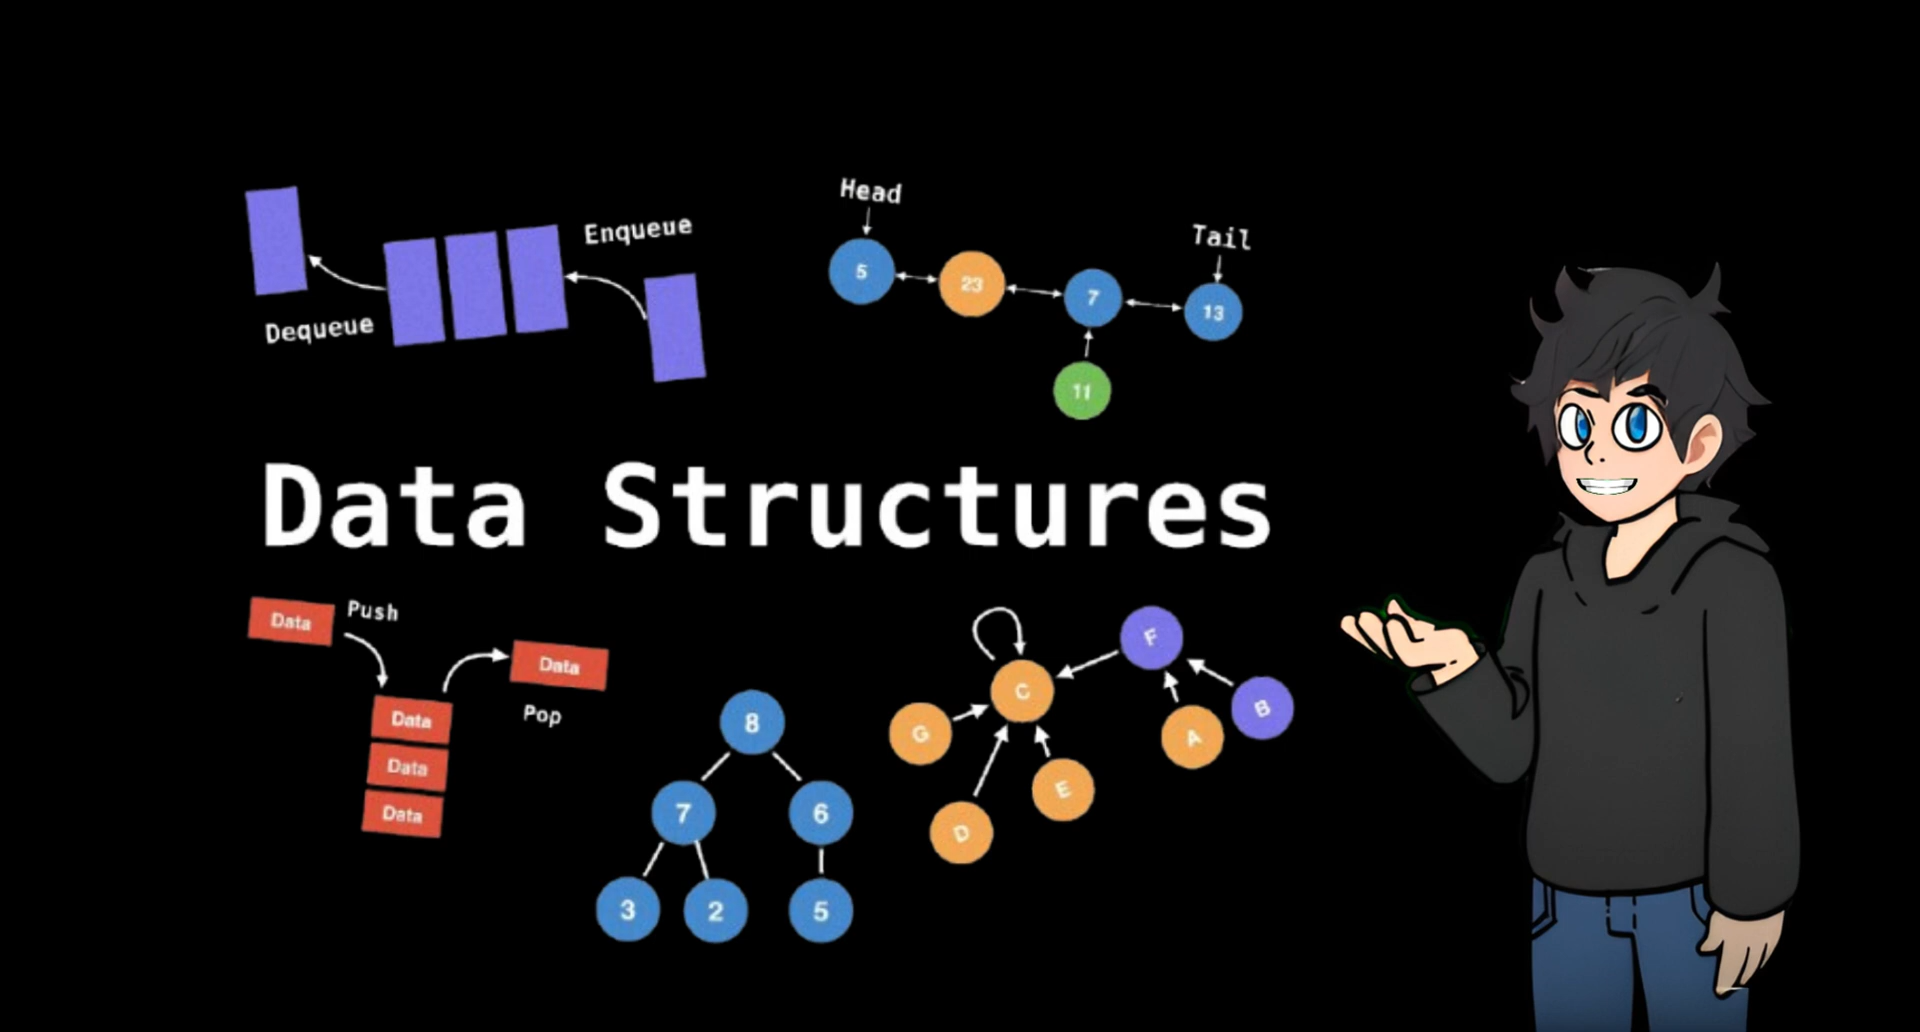 Enqueue
Dequeue
Head
Tail
5
23
7
13
11
Data Structures
Data
Push
Data
Pop
Data
Data
Data
8
7
6
3
2
5
F
C
B
G
A
E
D